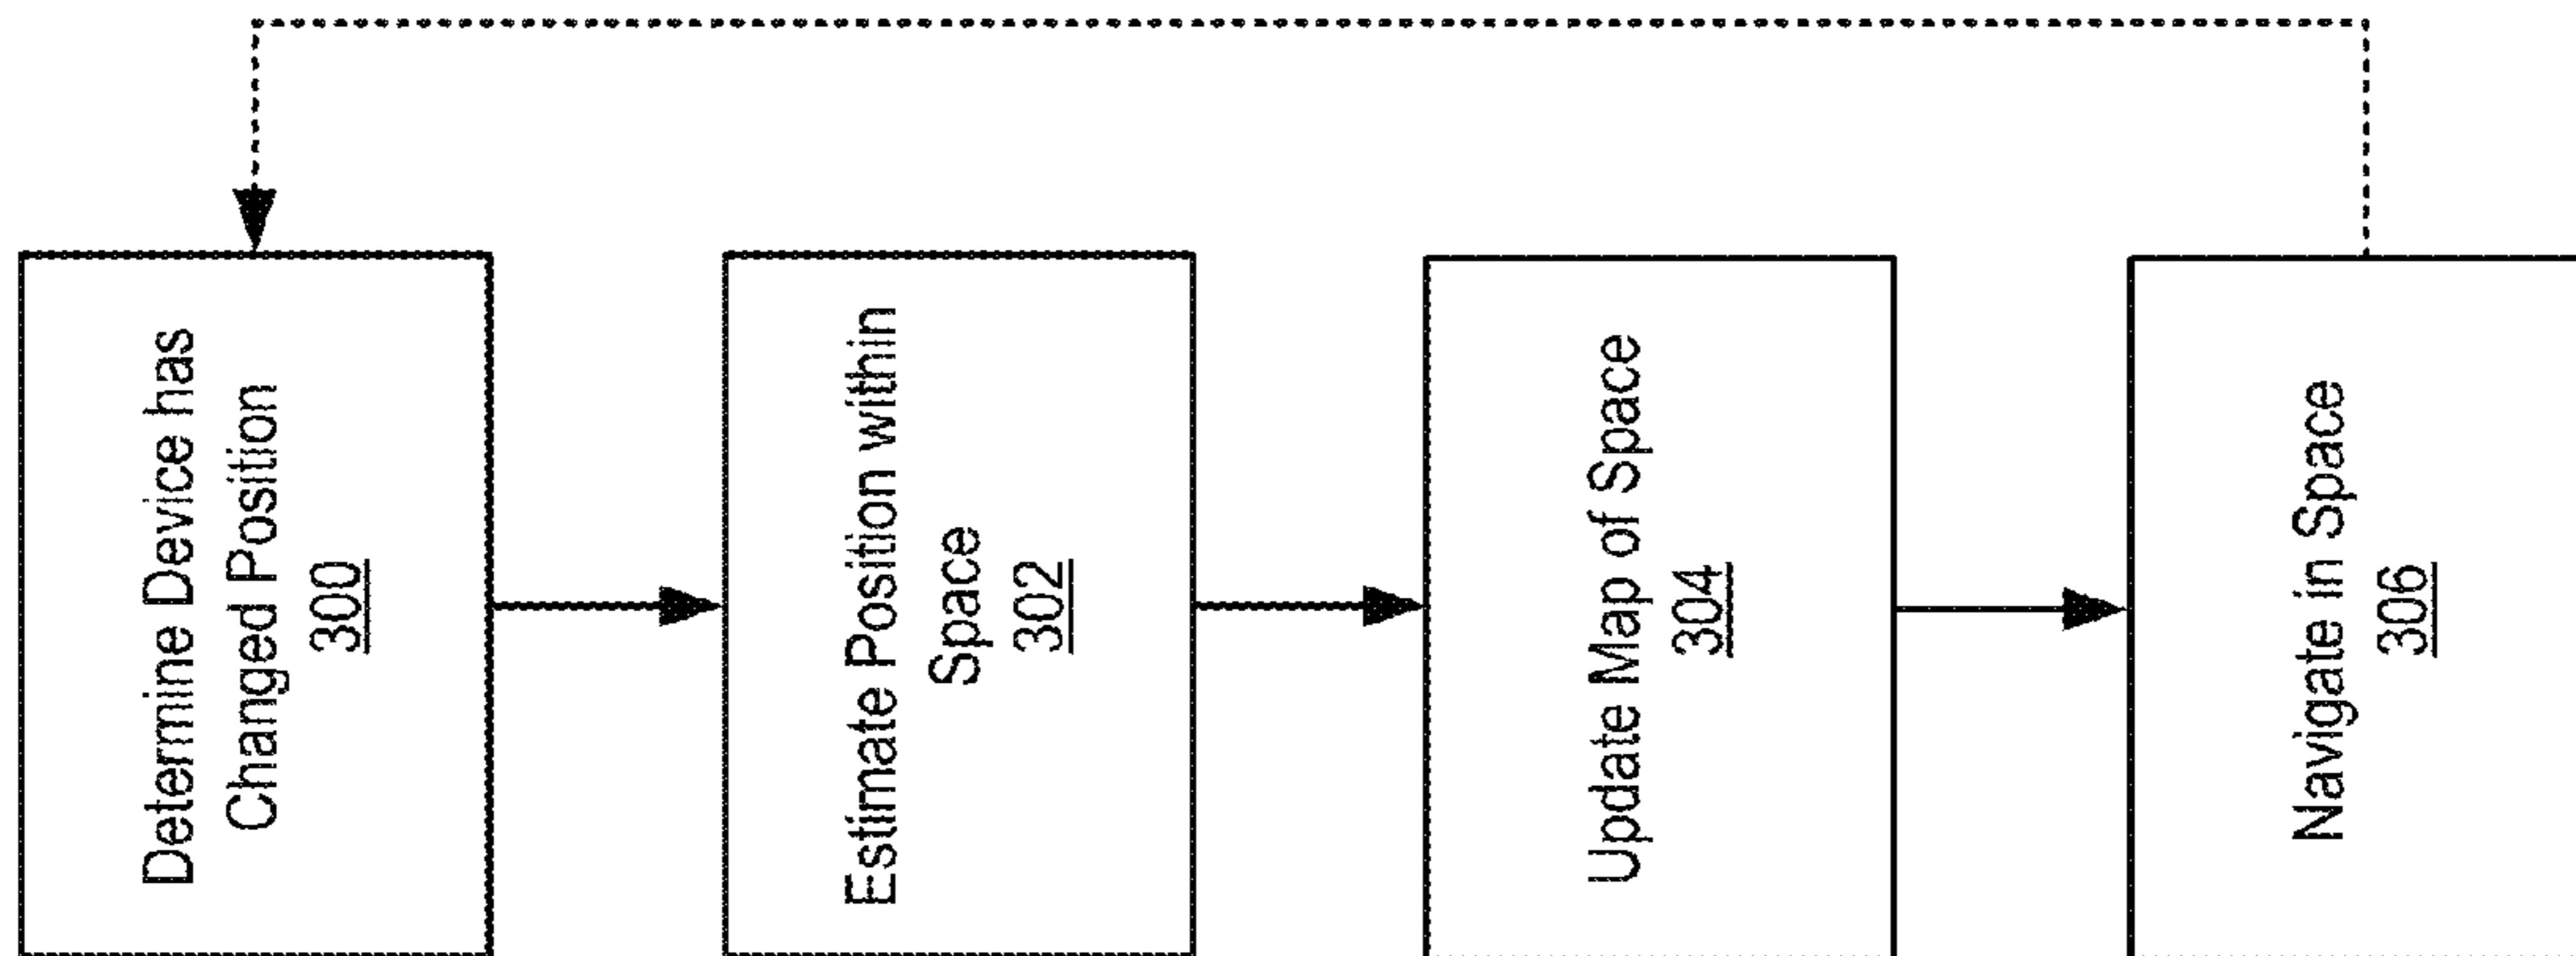 Determine Device has
Changed Position
300
Estimate Position within
Space
302
Update Map of Space
304
Navigate in Space
306